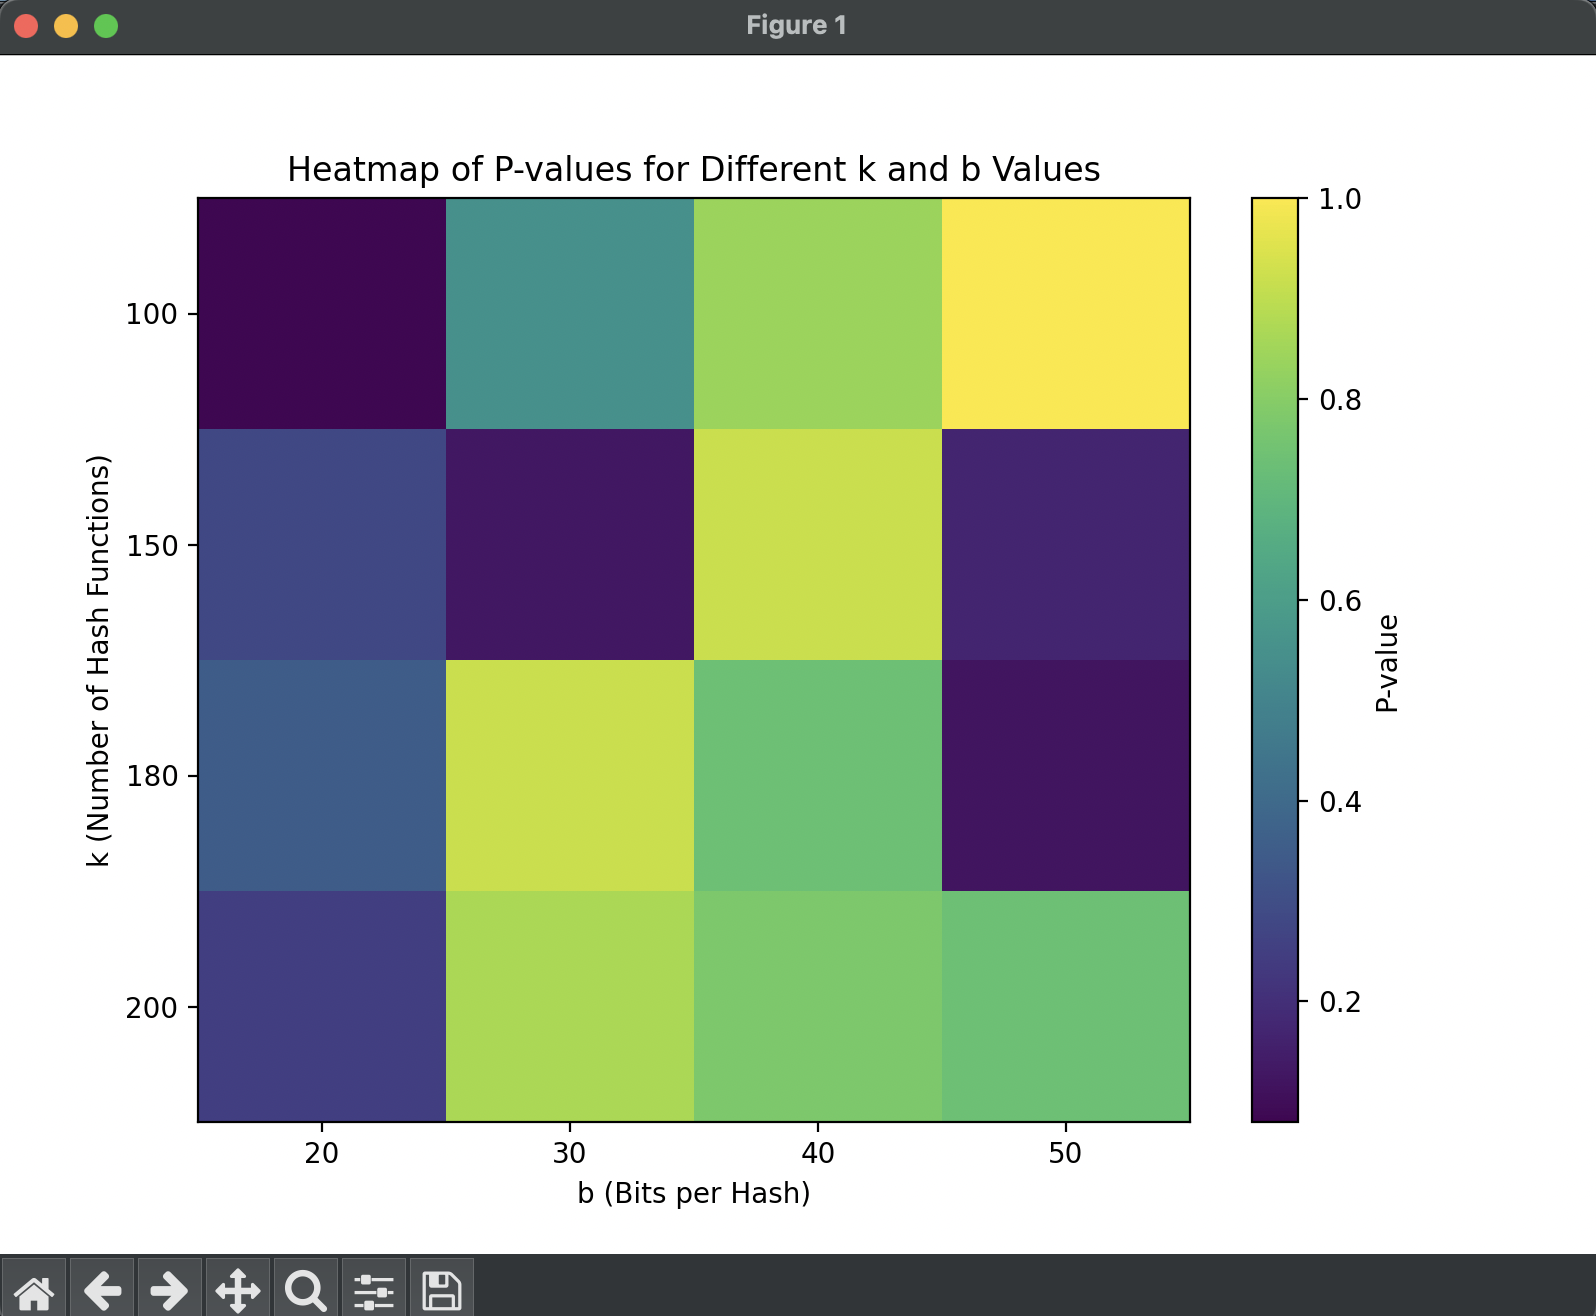 Figure 1
Heatmap of P-values for Different k and b Values
k (Number of Hash Functions)
100
150
180
200
20 30 40 50
b (Bits per Hash)
1.0
0.8
0.6
0.4
0.2
P-value